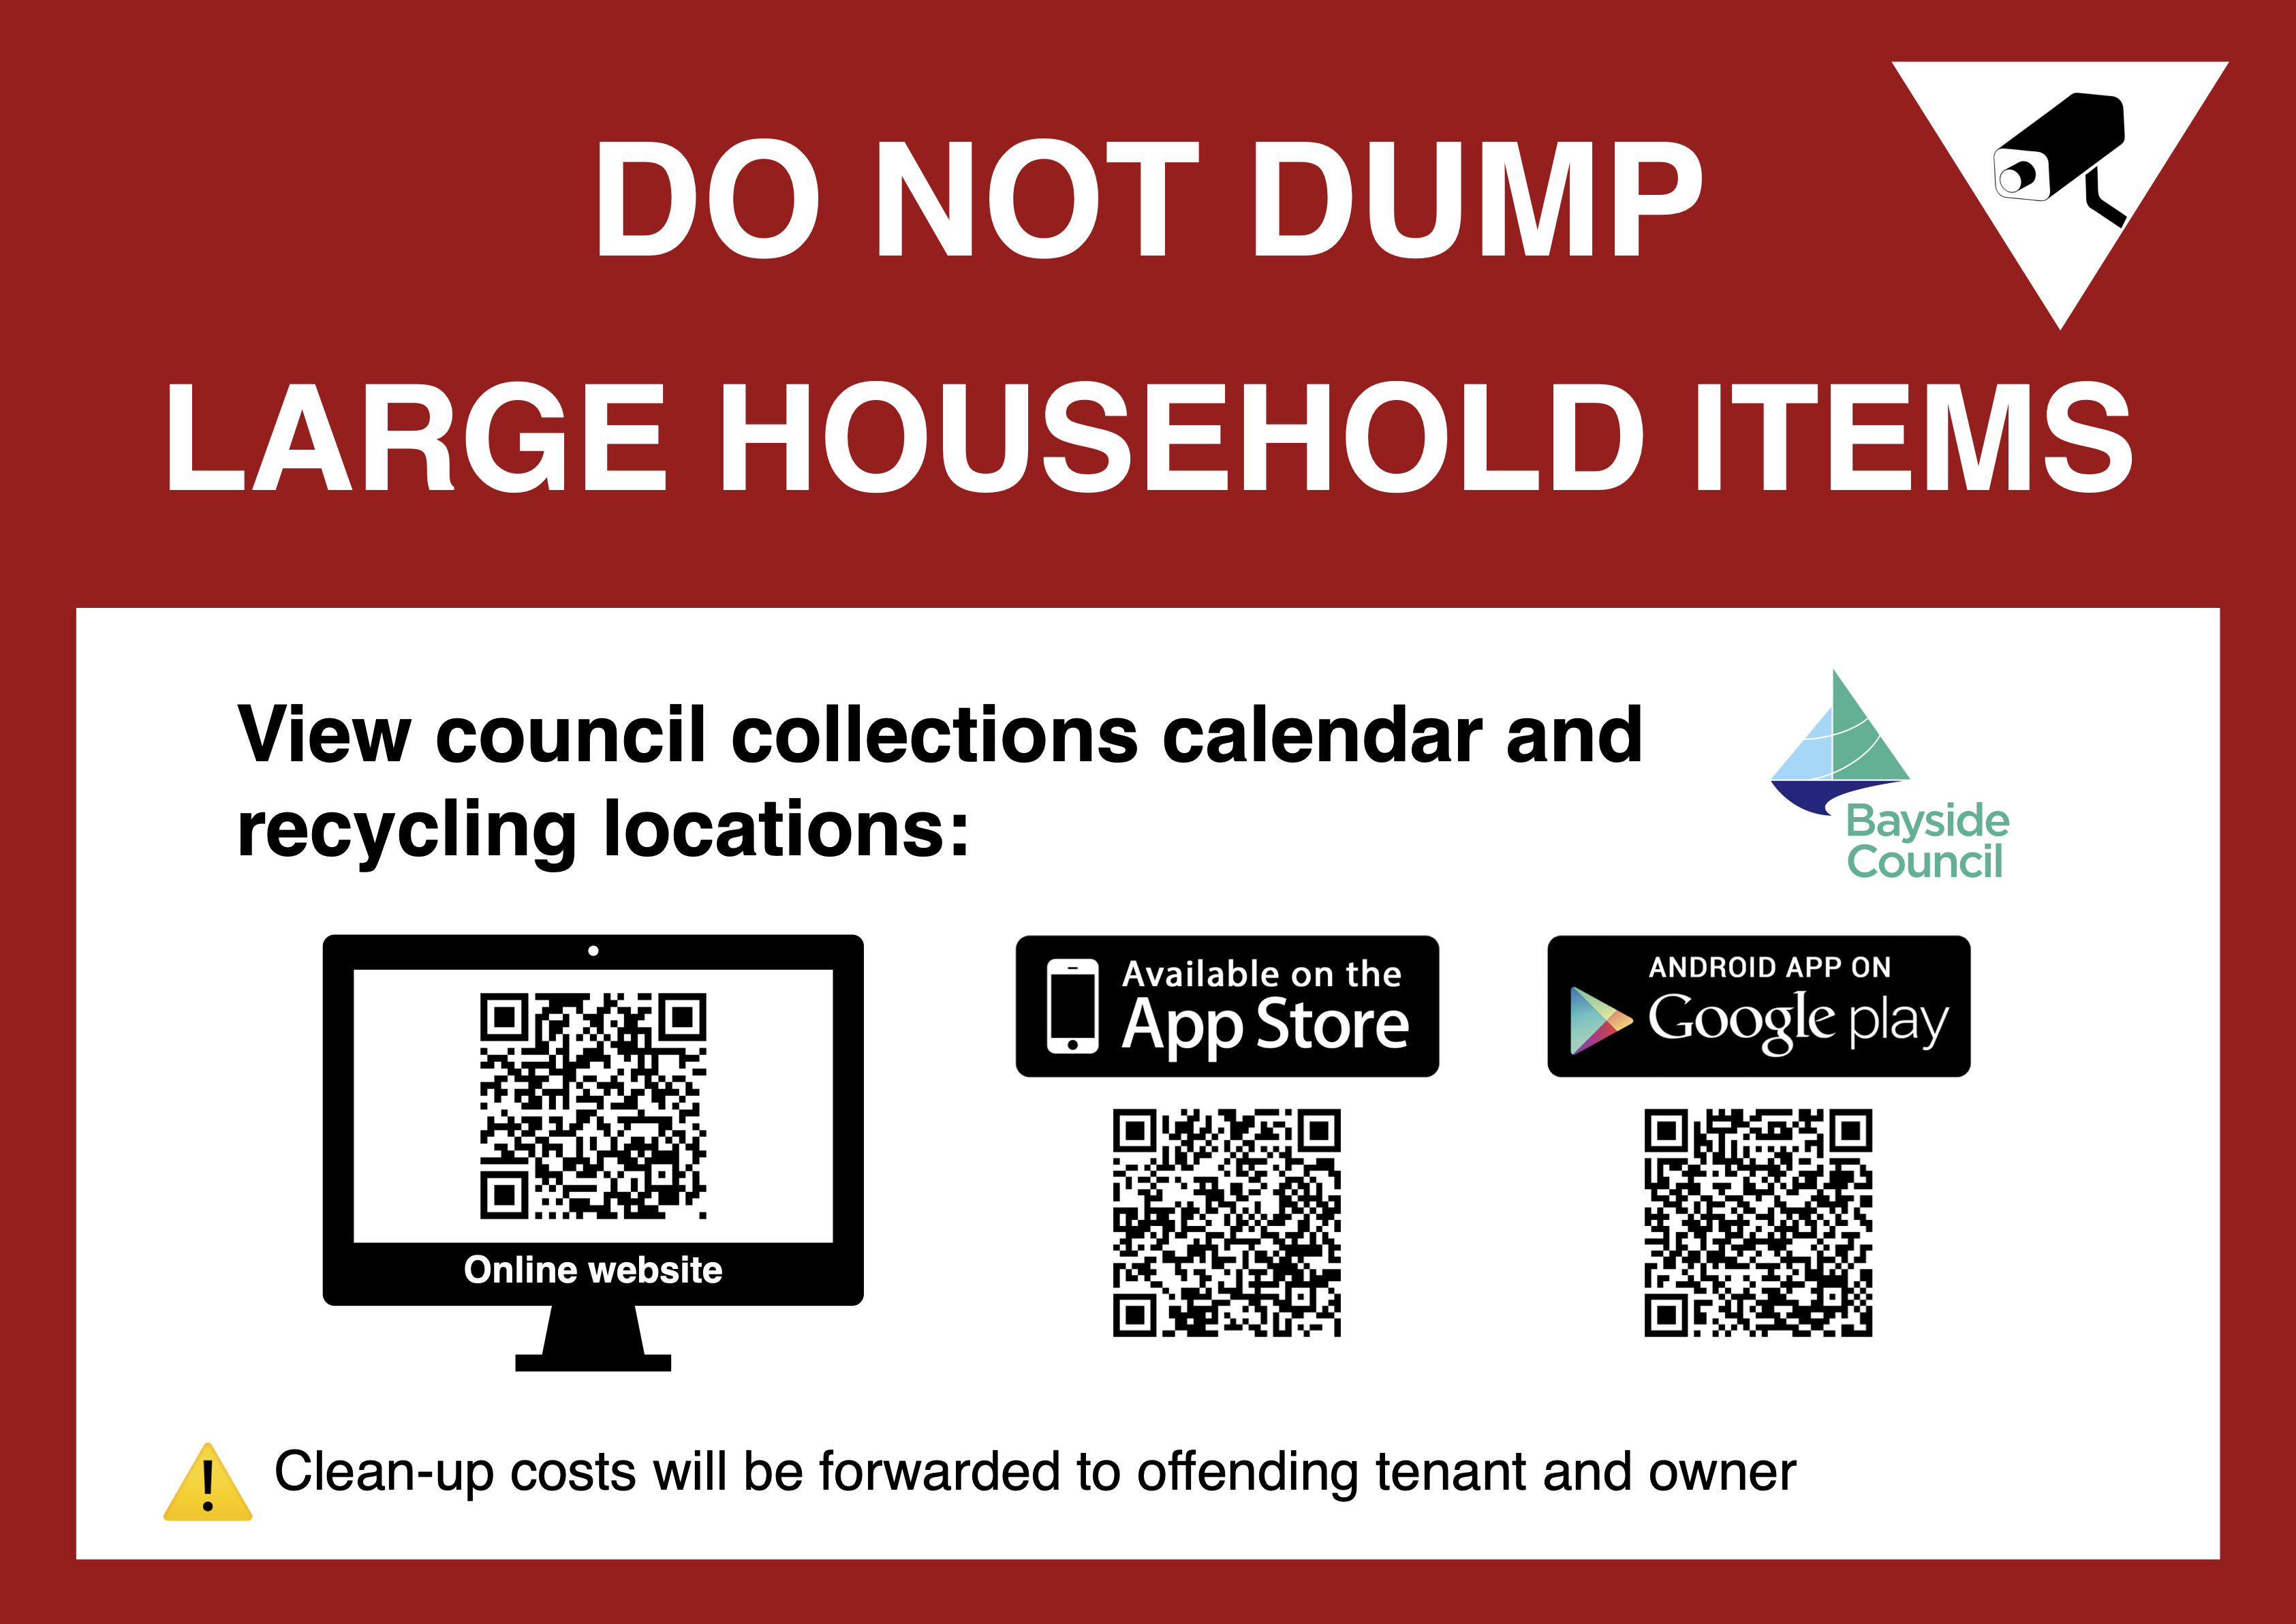 DO NOT DUMP
LARGE HOUSEHOLD ITEMS
View council collections calendar and
recycling locations:
Bayside
Council
Online website
Available on the
App Store
ANDROID APP ON
Google play
Clean-up costs will be forwarded to offending tenant and owner